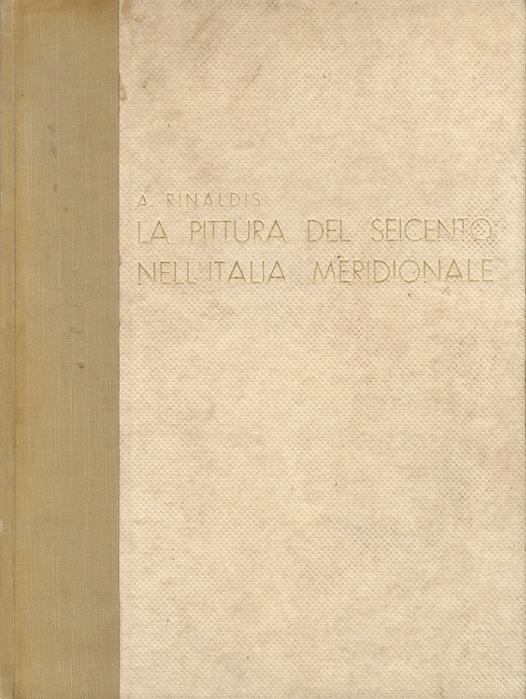 A. RINALDIS
LA PITTURA DEL SEICENTO
NELL'ITALIA MERIDIONALE